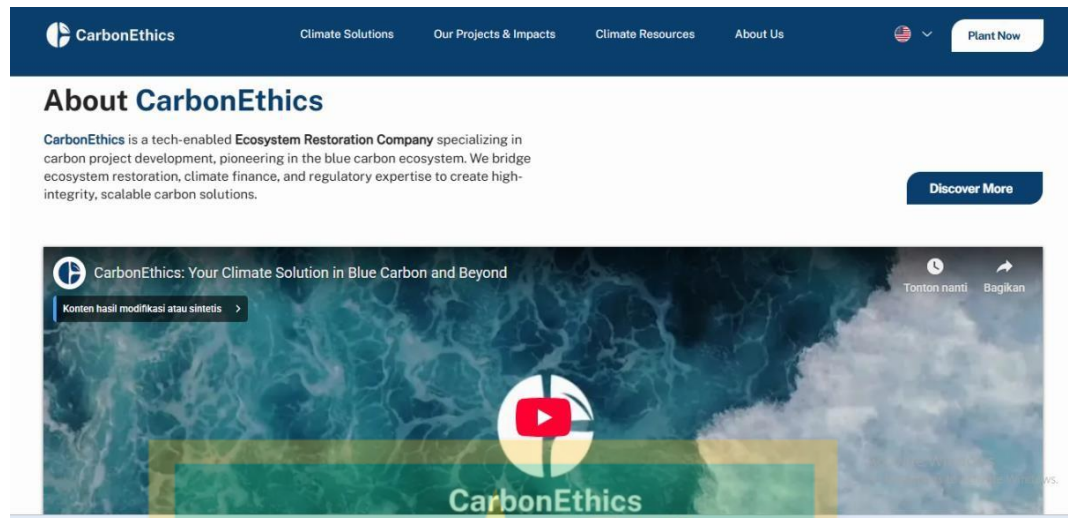 CarbonEthics
Climate Solutions
Our Projects & Impacts
Climate Resources
About Us
Plant Now
About CarbonEthics
CarbonEthics is a tech-enabled Ecosystem Restoration Company specializing in
carbon project development, pioneering in the blue carbon ecosystem. We bridge
ecosystem restoration, climate finance, and regulatory expertise to create high-
integrity, scalable carbon solutions.
Discover More
CarbonEthics: Your Climate Solution in Blue Carbon and Beyond
Tonton nanti
Bagikan
Konten hasil modifikasi atau sintetis
CarbonEthics